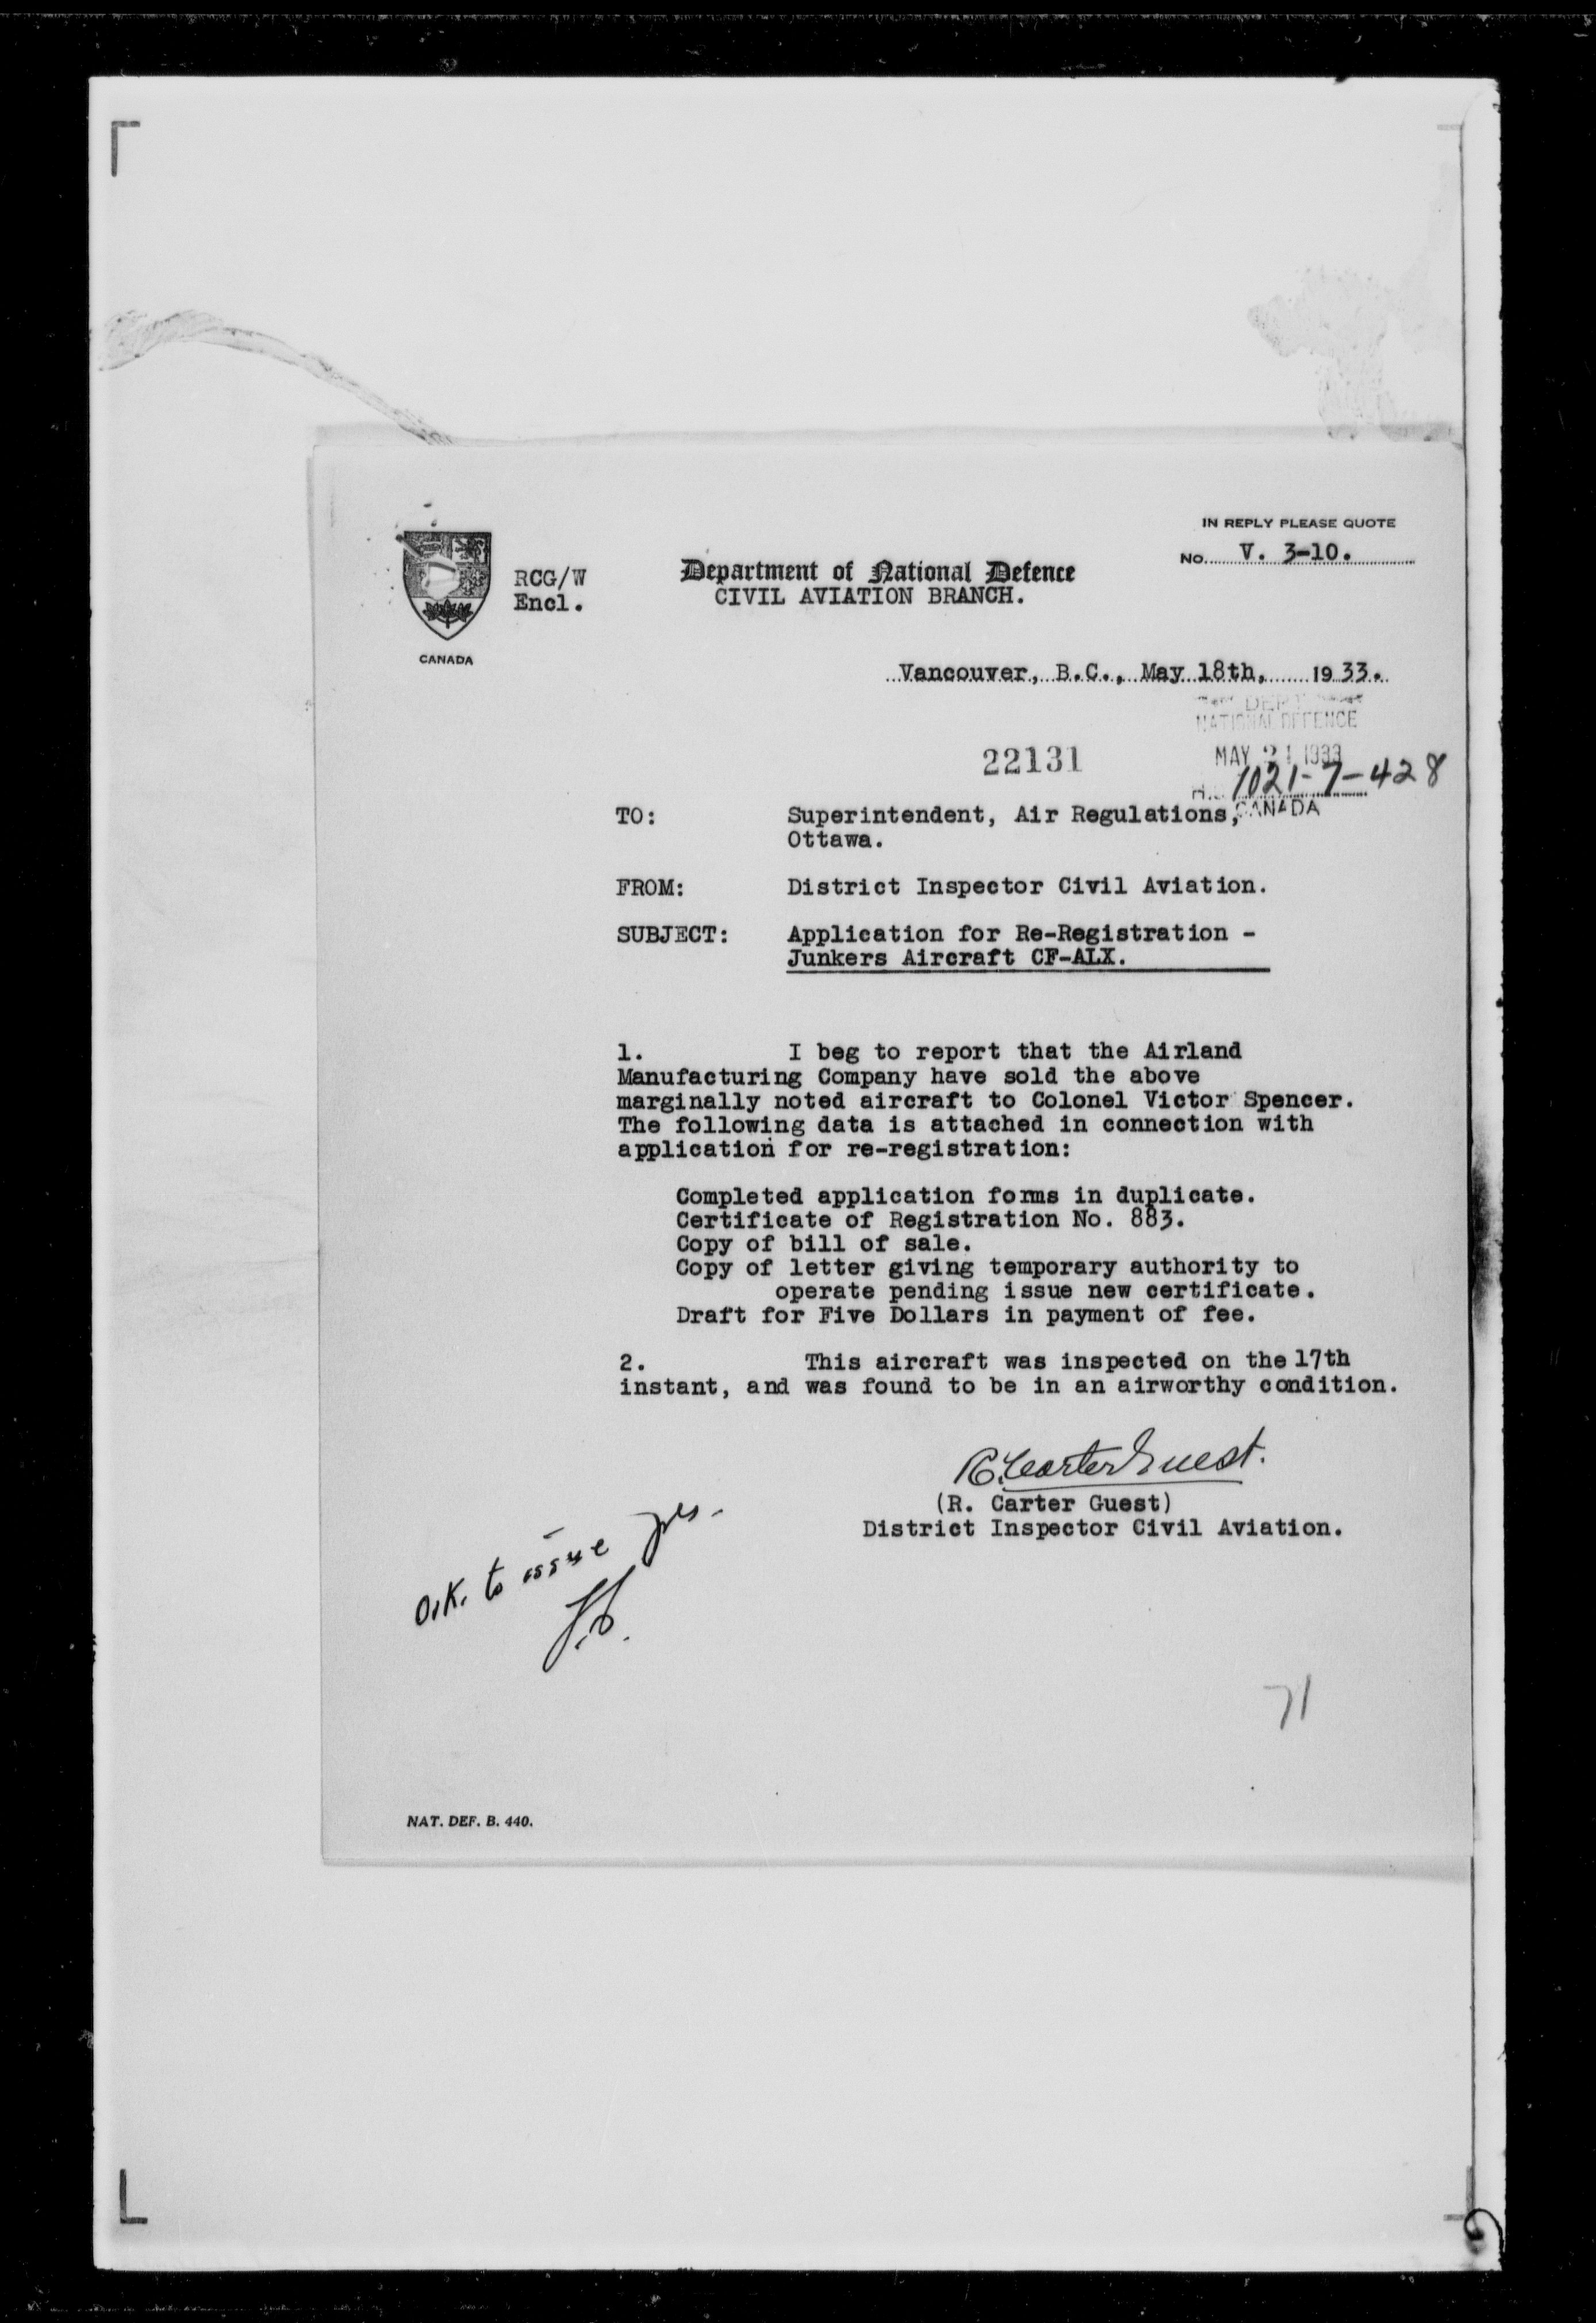 IN REPLY PLEASE QUOTE
No. V. 3-10.
RCG/W
Encl.
Department of National Defence
CIVIL AVIATION BRANCH.
CANADA
Vancouver, B.C., May 18th, 1933.
DEPT
NATIONAL DEFENCE
22131
MAY 21 1933
H.Q. 1021-7-428
CANADA
TO: Superintendent, Air Regulations,
Ottawa.
FROM: District Inspector Civil Aviation.
SUBJECT: Application for Re-Registration -
Junkers Aircraft CF-ALX.
1. I beg to report that the Airland
Manufacturing Company have sold the above
marginally noted aircraft to Colonel Victor Spencer.
The following data is attached in connection with
application for re-registration:
Completed application forms in duplicate.
Certificate of Registration No. 883.
Copy of bill of sale.
Copy of letter giving temporary authority to
operate pending issue new certificate.
Draft for Five Dollars in payment of fee.
2. This aircraft was inspected on the 17th
instant, and was found to be in an airworthy condition.
R. Carter Guest.
(R. Carter Guest)
District Inspector Civil Aviation.
O.K. to issue yes.
71
NAT. DEF. B. 440.